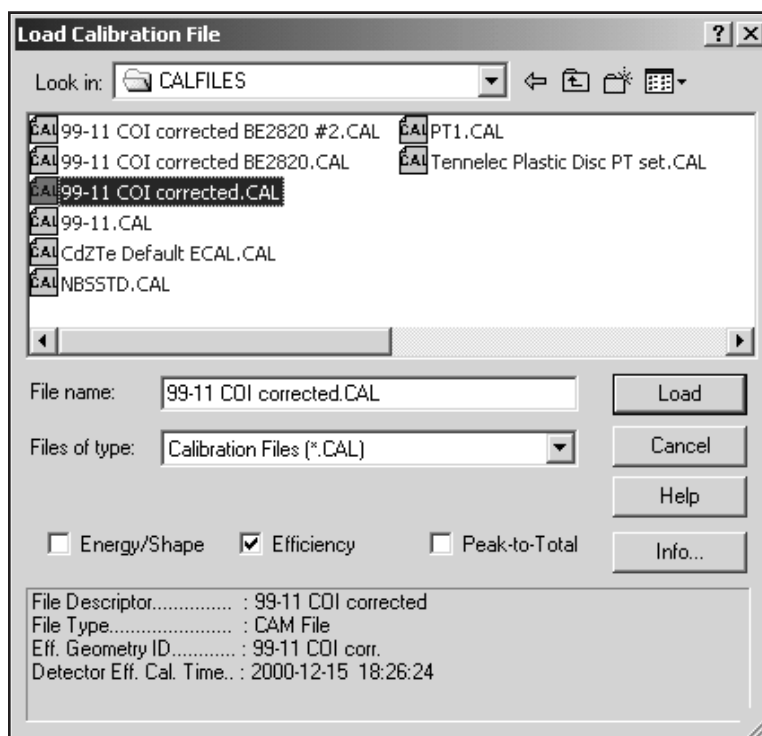 Load Calibration File
Look in: CALFILES
CAL 99-11 COI corrected BE2820 #2.CAL
CAL 99-11 COI corrected BE2820.CAL
CAL 99-11 COI corrected.CAL
CAL 99-11.CAL
CAL CdZTe Default ECAL.CAL
CAL NBSSTD.CAL
CAL PT1.CAL
CAL Tennelec Plastic Disc PT set.CAL
File name: 99-11 COI corrected.CAL
Load
Files of type: Calibration Files (*.CAL)
Cancel
Help
Energy/Shape Efficiency Peak-to-Total
Info...
File Descriptor............... : 99-11 COI corrected
File Type....................... : CAM File
Eff. Geometry ID............ : 99-11 COI corr.
Detector Eff. Cal. Time.. : 2000-12-15 18:26:24